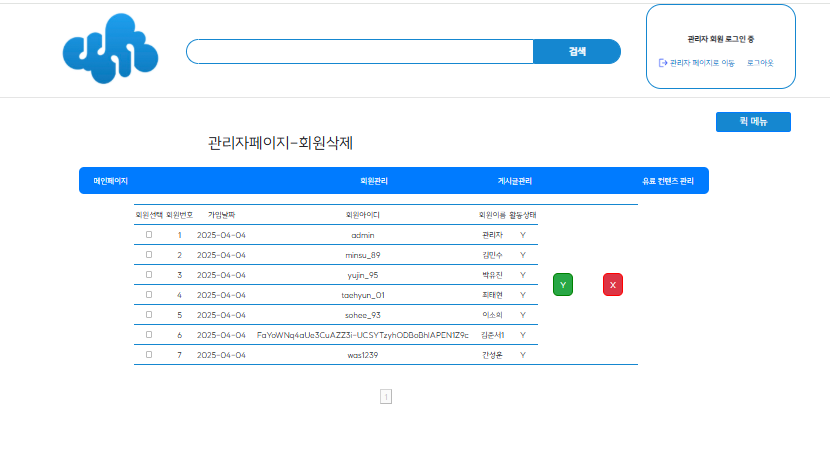 검색
관리자 회원 로그인 중
관리자 페이지로 이동 로그아웃
퀵 메뉴
관리자페이지-회원삭제
메인페이지 회원관리 게시글관리 유료 컨텐츠 관리
회원선택 회원번호 가입날짜 회원아이디 회원이름 활동상태
1 2025-04-04 admin 관리자 Y
2 2025-04-04 minsu_89 김민수 Y
3 2025-04-04 yujin_95 박유진 Y
4 2025-04-04 taehyun_01 최태현 Y
5 2025-04-04 sohee_93 이소희 Y
6 2025-04-04 김준서1 Y
7 2025-04-04 was1239 간성운 Y
Y X
1